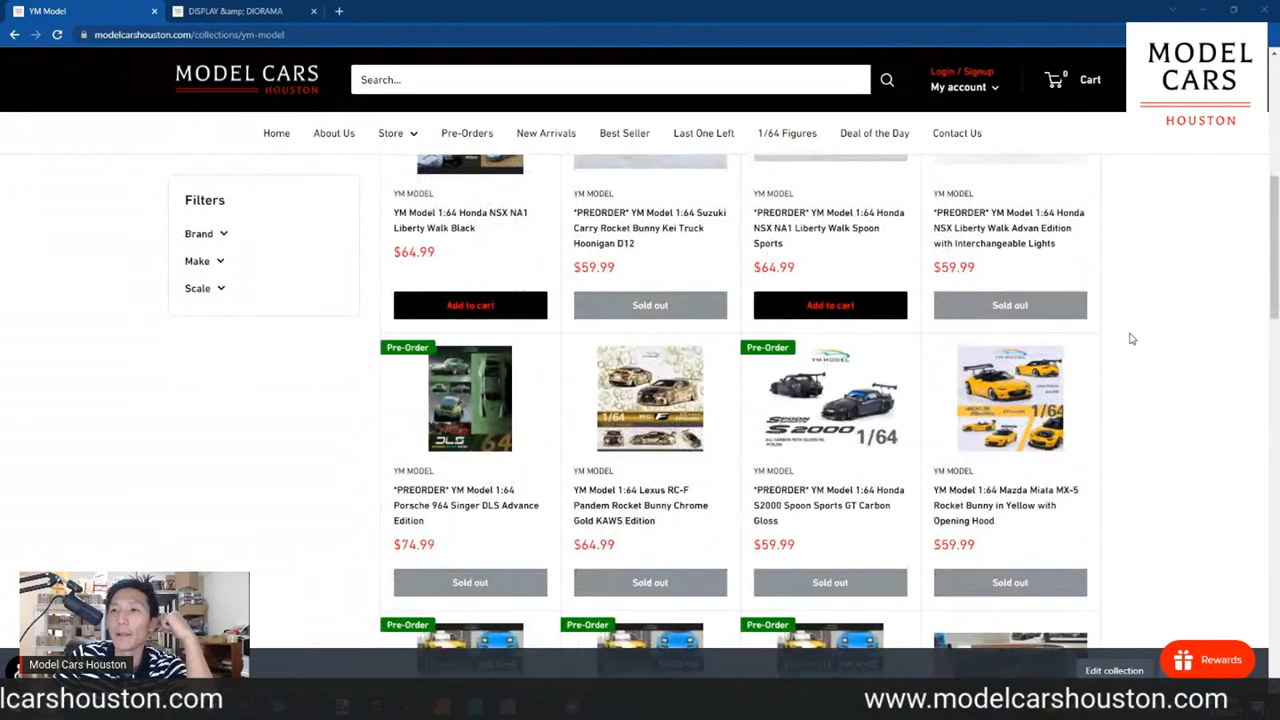 YM Model
DISPLAY &amp; DIORAMA
modelcarshouston.com/collections/ym-model
MODEL CARS
HOUSTON
Search...
Login / Signup
My account
0
Cart
MODEL
CARS
HOUSTON
Home
About Us
Store
Pre-Orders
New Arrivals
Best Seller
Last One Left
1/64 Figures
Deal of the Day
Contact Us
Filters
Brand
Make
Scale
YM MODEL
YM Model 1:64 Honda NSX NA1
Liberty Walk Black
$64.99
Add to cart
YM MODEL
*PREORDER* YM Model 1:64 Suzuki
Carry Rocket Bunny Kei Truck
Hoonigan D12
$59.99
Sold out
YM MODEL
*PREORDER* YM Model 1:64 Honda
NSX NA1 Liberty Walk Spoon
Sports
$64.99
Add to cart
YM MODEL
*PREORDER* YM Model 1:64 Honda
NSX Liberty Walk Advan Edition
with Interchangeable Lights
$59.99
Sold out
Pre-Order
DLS 64
YM MODEL
*PREORDER* YM Model 1:64
Porsche 964 Singer DLS Advance
Edition
$74.99
Sold out
1/64
YM MODEL
YM Model 1:64 Lexus RC-F
Pandem Rocket Bunny Chrome
Gold KAWS Edition
$64.99
Sold out
Pre-Order
YM MODEL
SPOON SPORTS
S2000
1/64
YM MODEL
*PREORDER* YM Model 1:64 Honda
S2000 Spoon Sports GT Carbon
Gloss
$59.99
Sold out
1/64
YM MODEL
YM Model 1:64 Mazda Miata MX-5
Rocket Bunny in Yellow with
Opening Hood
$59.99
Sold out
Pre-Order
Pre-Order
Pre-Order
Model Cars Houston
Edit collection
Rewards
lcarshouston.com
www.modelcarshouston.com